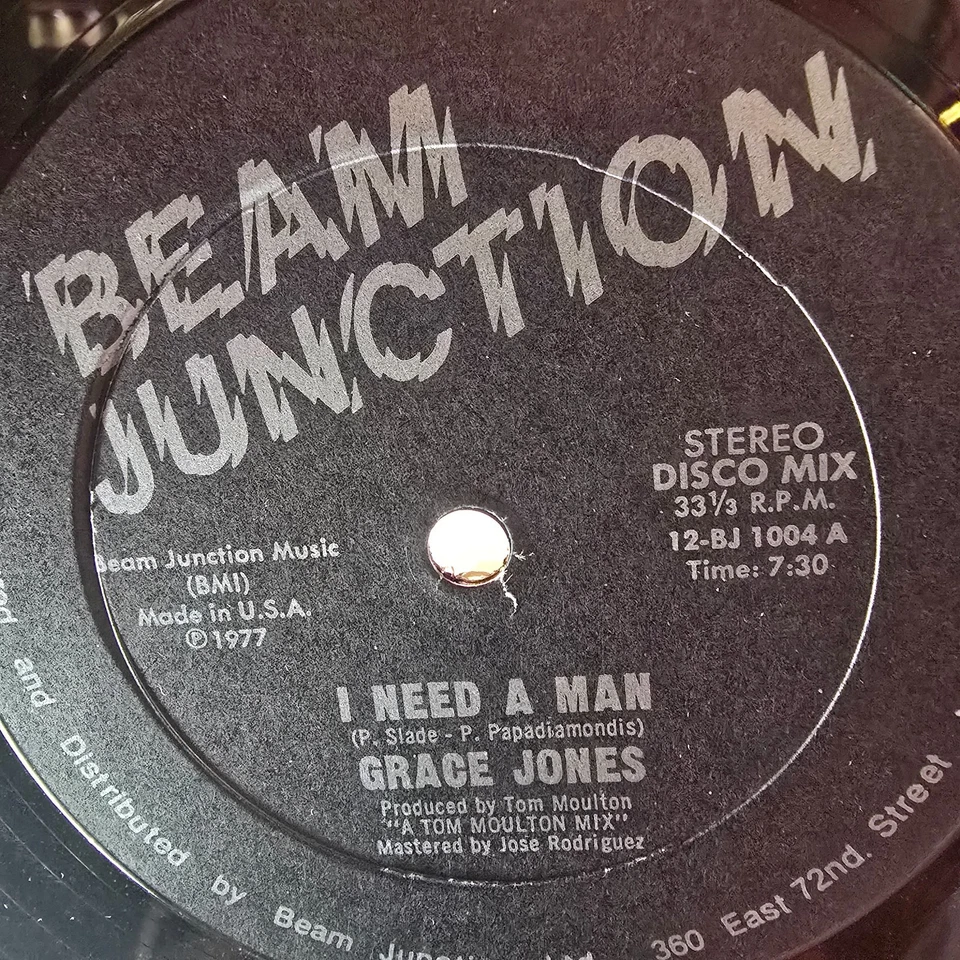 BEAM
JUNCTION
STEREO
DISCO MIX
33⅓ R.P.M.
12-BJ 1004 A
Time: 7:30
Beam Junction Music
(BMI)
Made in U.S.A.
℗ 1977
I NEED A MAN
(P. Slade - P. Papadiamondis)
GRACE JONES
Produced by Tom Moulton
"A TOM MOULTON MIX"
Mastered by Jose Rodriguez
and Distributed by Beam 360 East 72nd. Street